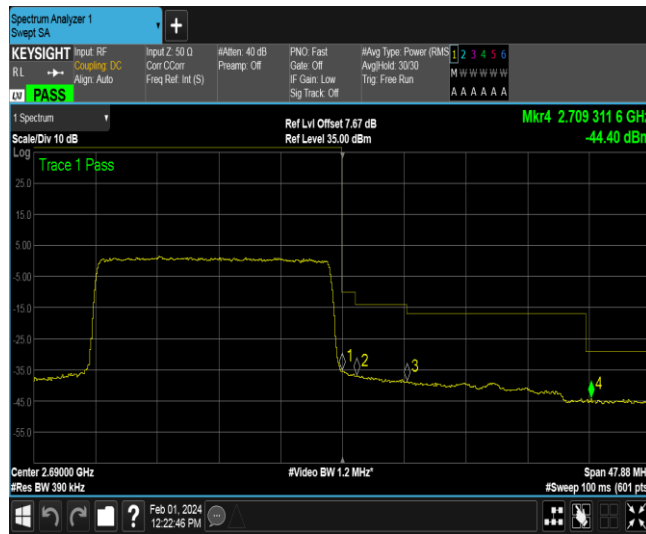 Spectrum Analyzer 1
Swept SA
+
KEYSIGHT Input: RF
RL
Coupling: DC
Align: Auto
LXI PASS
Input Z: 50 Ω
Corr CCorr
Freq Ref: Int (S)
#Atten: 40 dB
Preamp: Off
PNO: Fast
Gate: Off
IF Gain: Low
Sig Track: Off
#Avg Type: Power (RMS
Avg|Hold: 30/30
Trig: Free Run
1 2 3 4 5 6
M W W W W W
A A A A A A
1 Spectrum
Scale/Div 10 dB
Ref Lvl Offset 7.67 dB
Ref Level 35.00 dBm
Mkr4 2.709 311 6 GHz
-44.40 dBm
Log
Trace 1 Pass
25.0
15.0
5.00
-5.00
-15.0
-25.0
-35.0
-45.0
-55.0
1
2
3
4
Center 2.69000 GHz
#Res BW 390 kHz
#Video BW 1.2 MHz*
Span 47.88 MH
#Sweep 100 ms (601 pts
?
Feb 01, 2024
12:22:46 PM